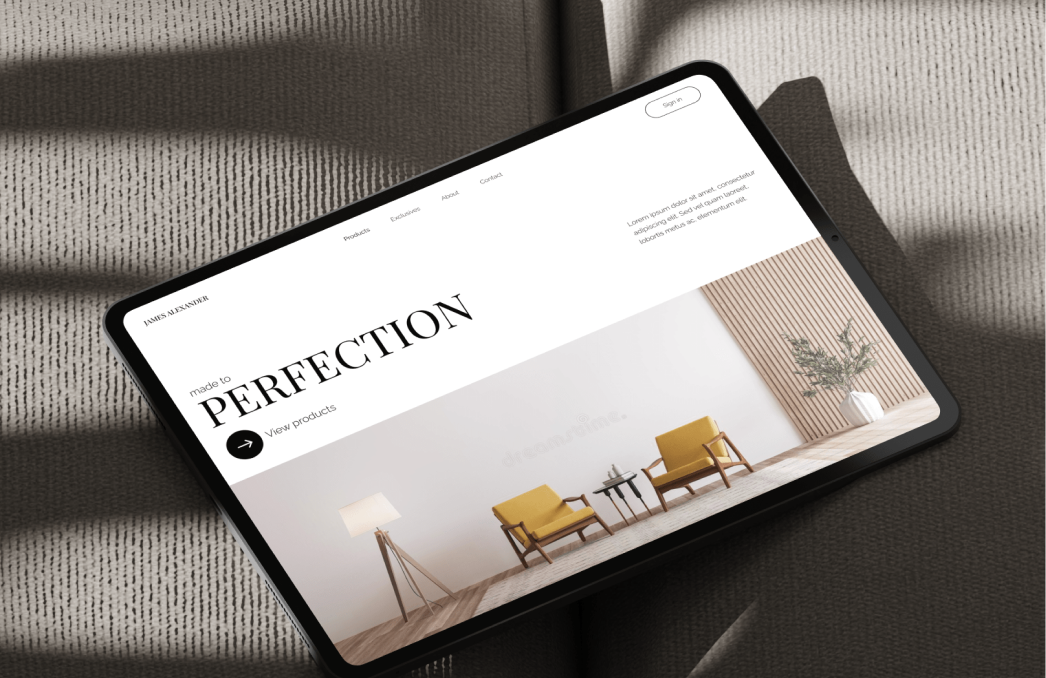 Sign in
Products
Exclusives
About
Contact
Lorem ipsum dolor sit amet, consectetur
adipiscing elit. Sed vel quam laoreet,
lobortis metus ac, elementum elit.
JAMES ALEXANDER
made to
PERFECTION
View products